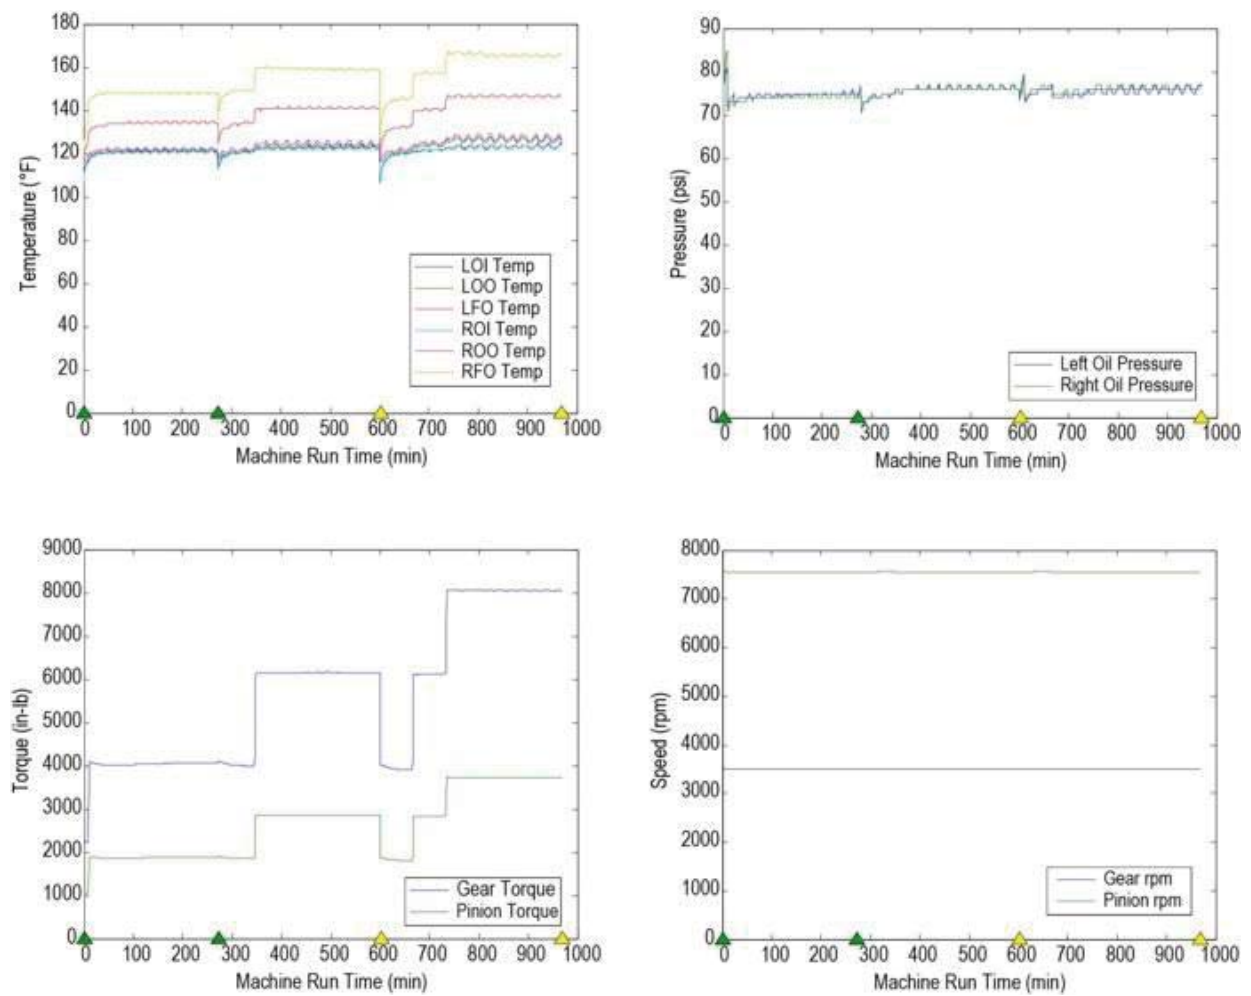 180
160
140
120
100
80
60
40
20
0
Temperature (°F)
LOI Temp
LOO Temp
LFO Temp
ROI Temp
ROO Temp
RFO Temp
0 100 200 300 400 500 600 700 800 900 1000
Machine Run Time (min)
90
80
70
60
50
40
30
20
10
0
Pressure (psi)
Left Oil Pressure
Right Oil Pressure
0 100 200 300 400 500 600 700 800 900 1000
Machine Run Time (min)
9000
8000
7000
6000
5000
4000
3000
2000
1000
0
Torque (in-lb)
Gear Torque
Pinion Torque
0 100 200 300 400 500 600 700 800 900 1000
Machine Run Time (min)
8000
7000
6000
5000
4000
3000
2000
1000
0
Speed (rpm)
Gear rpm
Pinion rpm
0 100 200 300 400 500 600 700 800 900 1000
Machine Run Time (min)